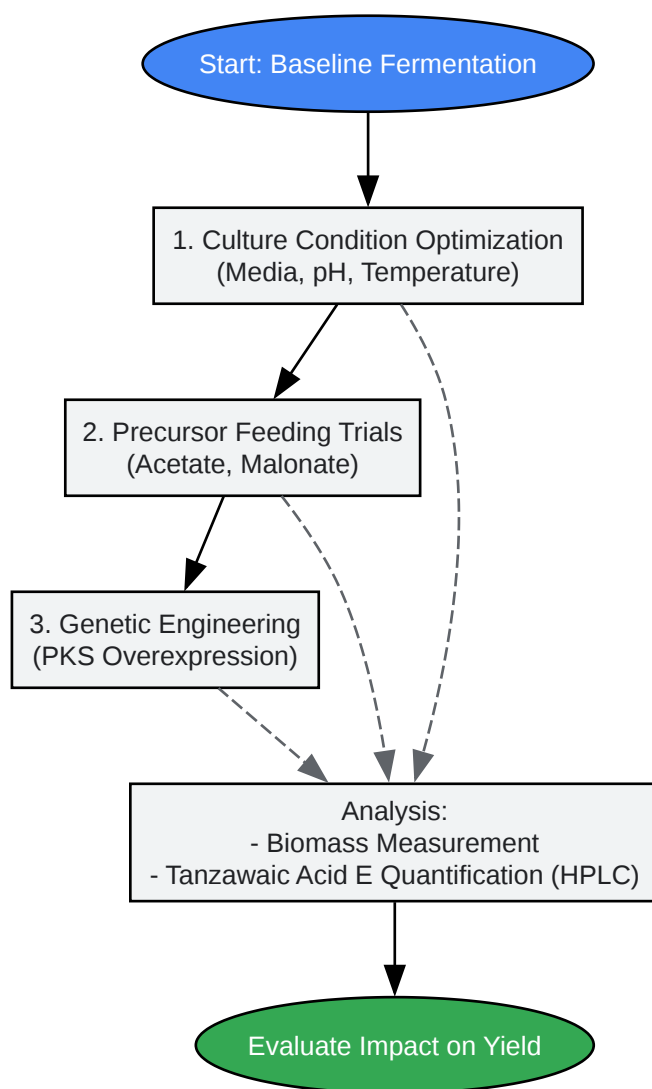 Start: Baseline Fermentation
1. Culture Condition Optimization
(Media, pH, Temperature)
2. Precursor Feeding Trials
(Acetate, Malonate)
3. Genetic Engineering
(PKS Overexpression)
Analysis:
- Biomass Measurement
- Tanzawaic Acid E Quantification (HPLC)
Evaluate Impact on Yield